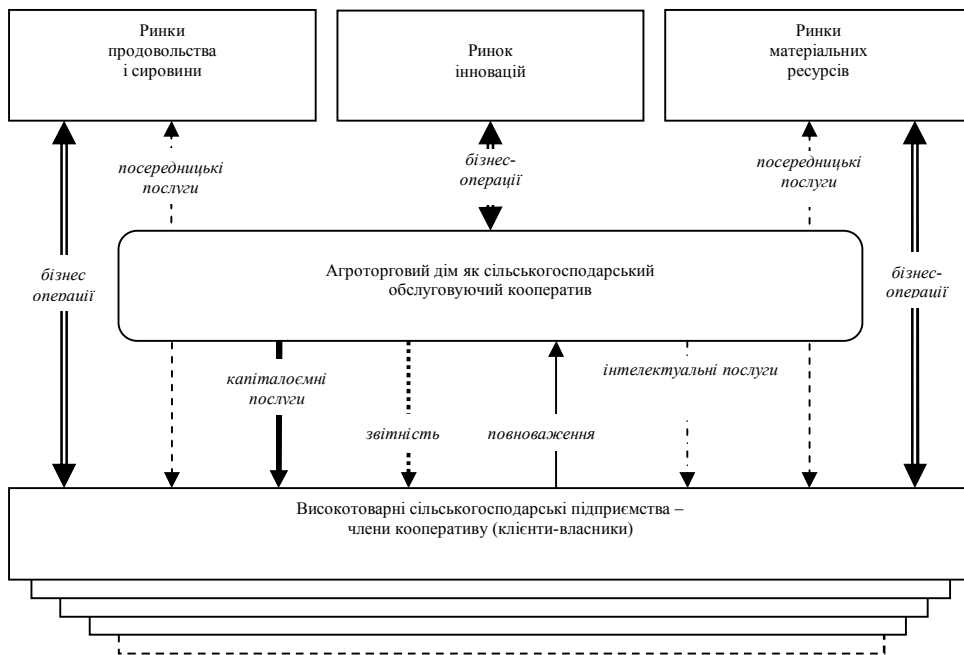 Ринки
продовольства
і сировини
Ринок
інновацій
Ринки
матеріальних
ресурсів
посередницькі
послуги
бізнес-
операції
посередницькі
послуги
бізнес
операції
Агроторговий дім як сільськогосподарський
обслуговуючий кооператив
бізнес-
операції
капіталоємні
послуги
звітність
повноваження
інтелектуальні послуги
Високотоварні сільськогосподарські підприємства –
члени кооперативу (клієнти-власники)